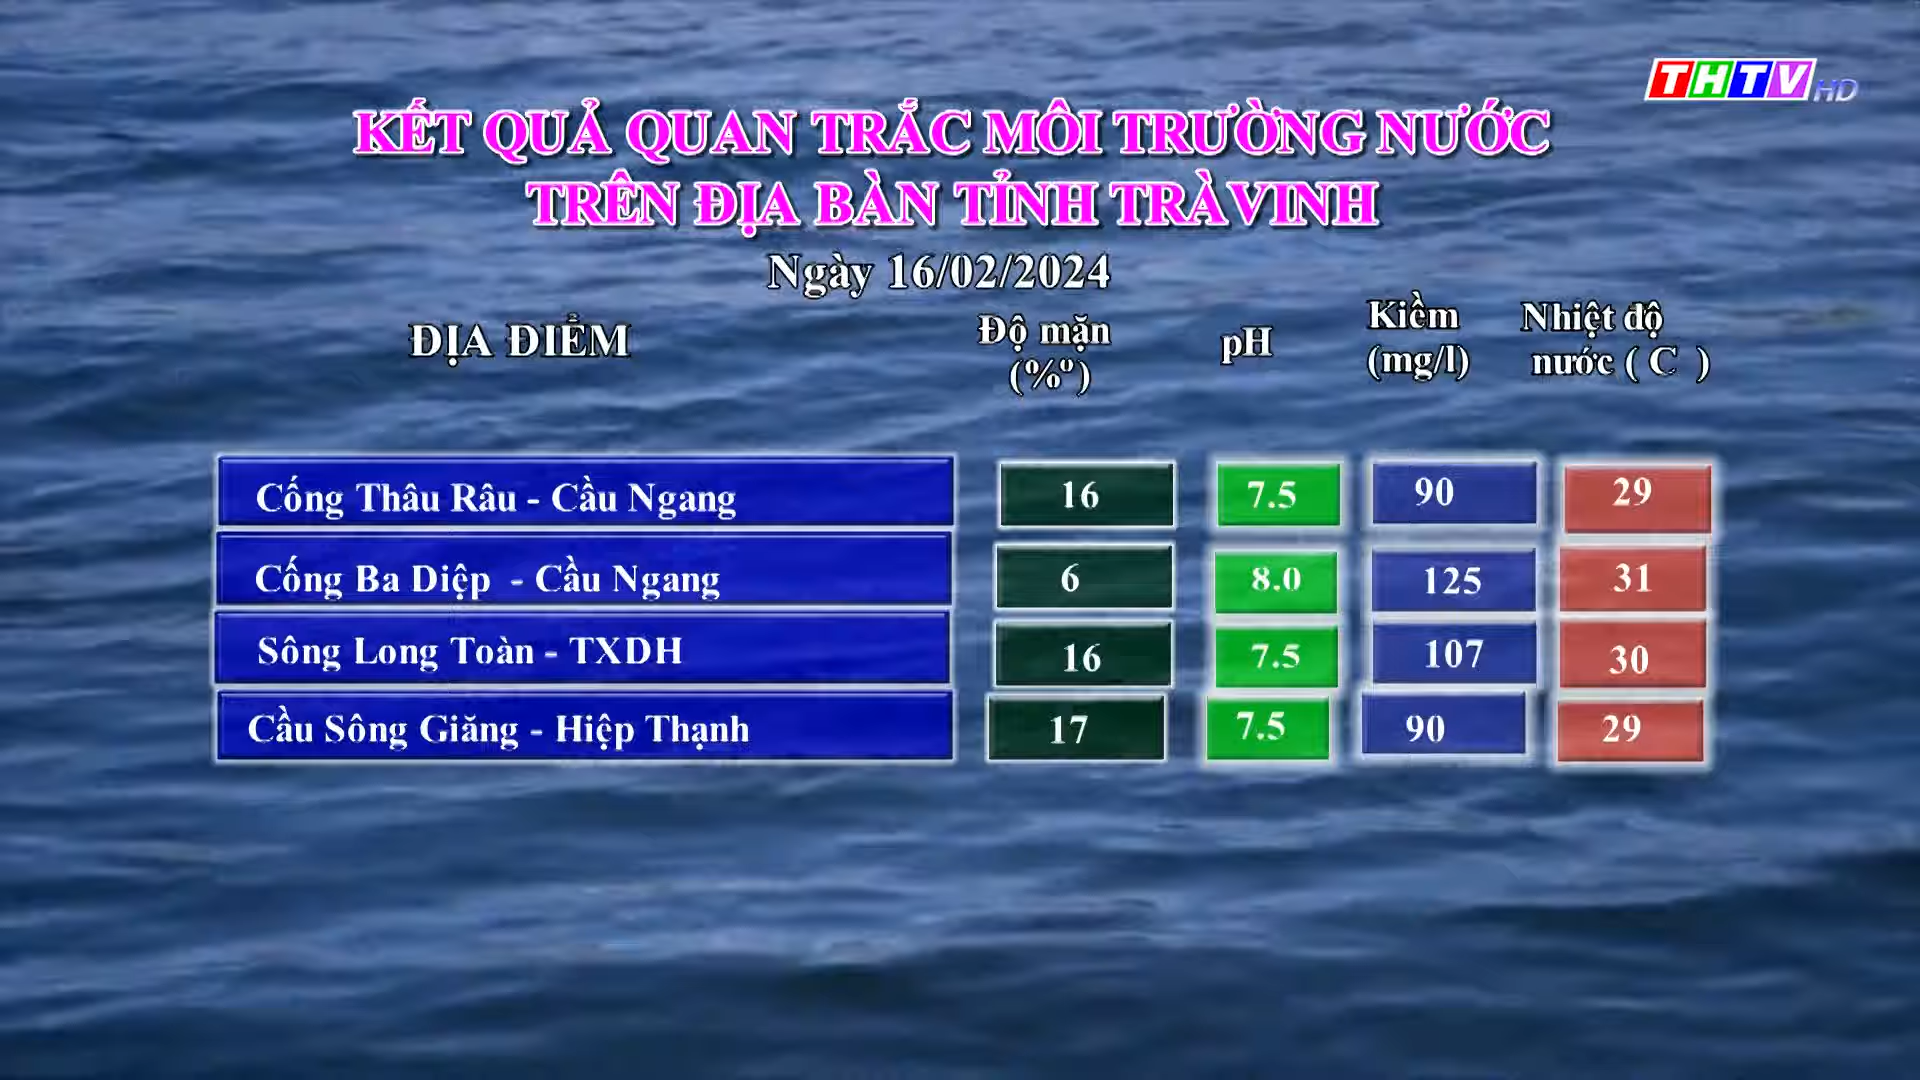 THTV HD
KẾT QUẢ QUAN TRẮC MÔI TRƯỜNG NƯỚC
TRÊN ĐỊA BÀN TỈNH TRÀ VINH
Ngày 16/02/2024
ĐỊA ĐIỂM Độ mặn (%º) pH Kiềm (mg/l) Nhiệt độ nước ( C )
Cống Thâu Râu - Cầu Ngang 16 7.5 90 29
Cống Ba Diệp - Cầu Ngang 6 8.0 125 31
Sông Long Toàn - TXDH 16 7.5 107 30
Cầu Sông Giăng - Hiệp Thạnh 17 7.5 90 29